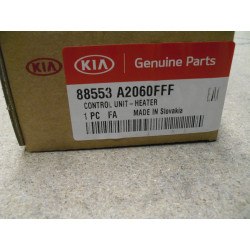 KIA
KIA Genuine Parts
88553 A2060FFF
CONTROL UNIT-HEATER
1 PC FA MADE IN Slovakia